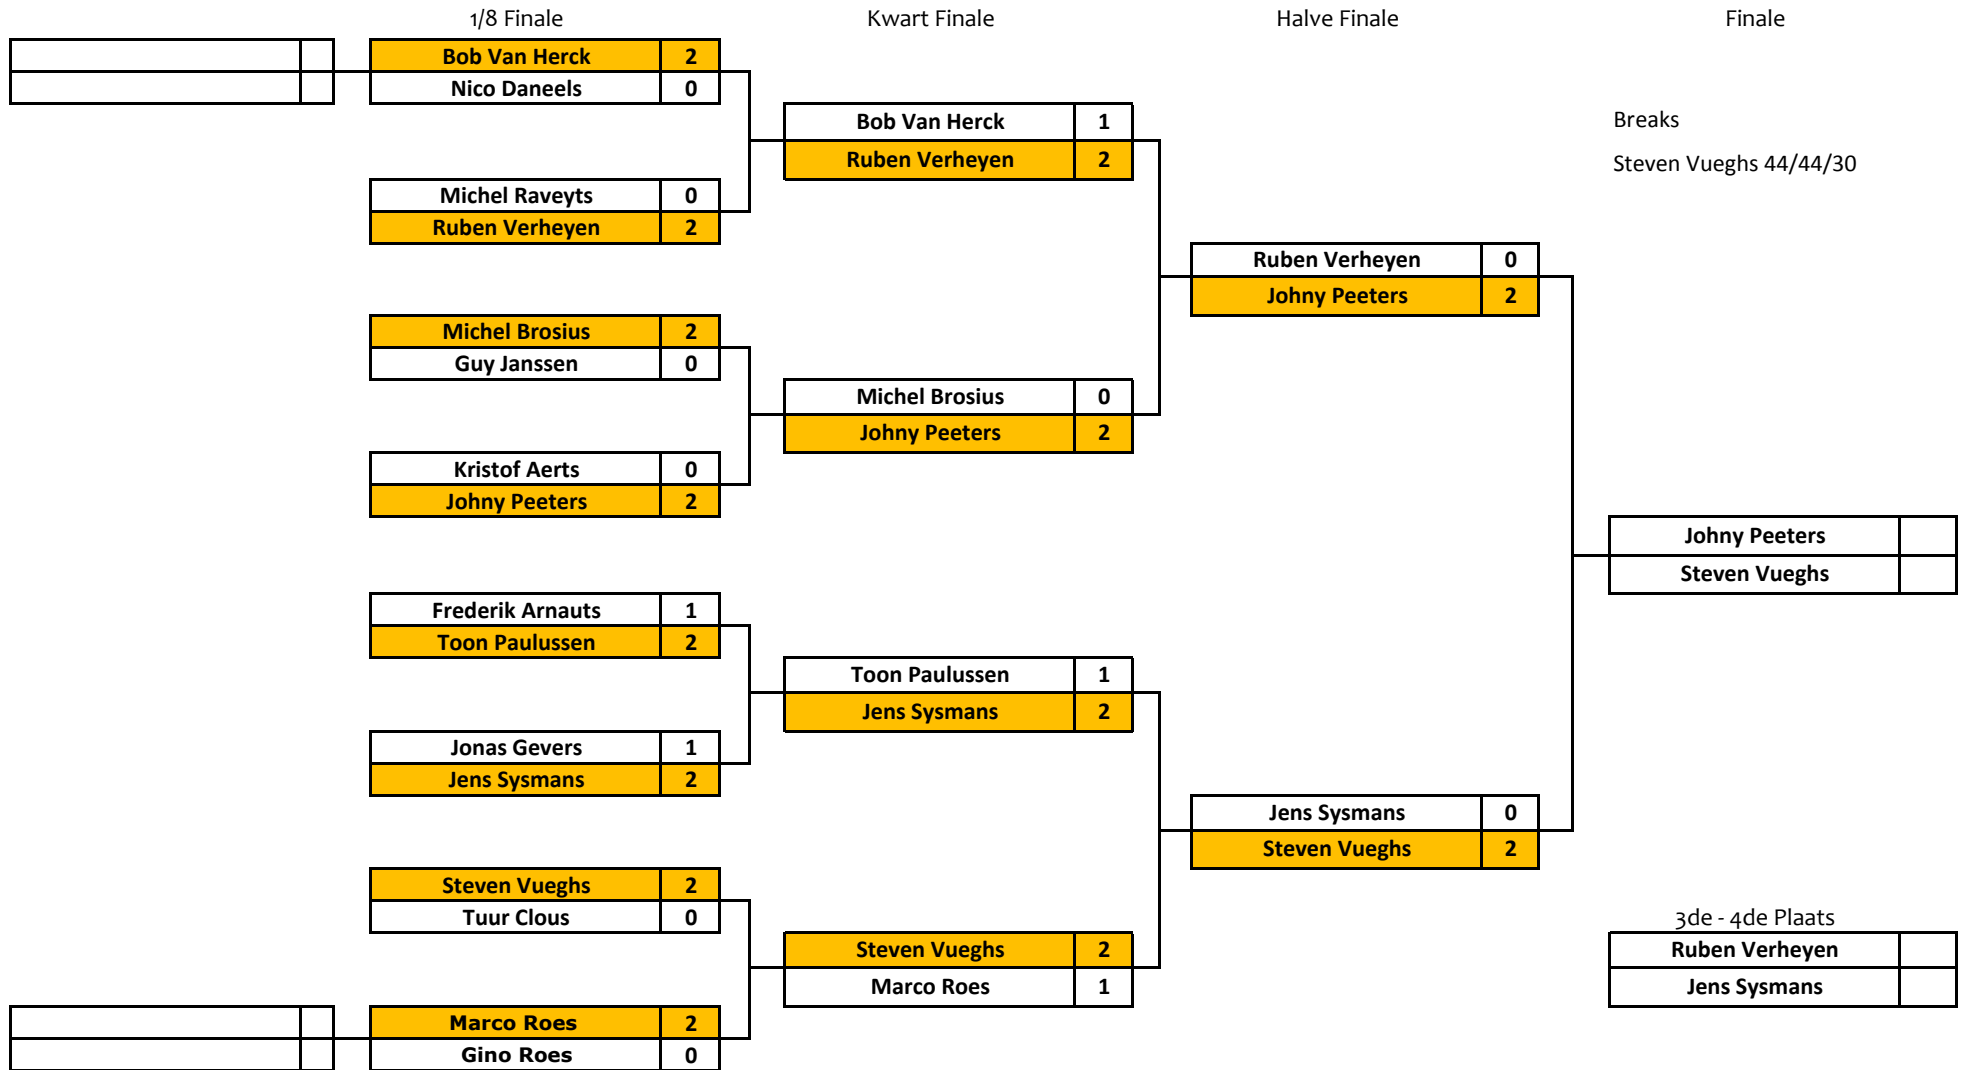 1/8 Finale
Kwart Finale
Halve Finale
Finale
Bob Van Herck 2
Nico Daneels 0
Michel Raveyts 0
Ruben Verheyen 2
Michel Brosius 2
Guy Janssen 0
Kristof Aerts 0
Johny Peeters 2
Frederik Arnauts 1
Toon Paulussen 2
Jonas Gevers 1
Jens Sysmans 2
Steven Vueghs 2
Tuur Clous 0
Marco Roes 2
Gino Roes 0
Bob Van Herck 1
Ruben Verheyen 2
Michel Brosius 0
Johny Peeters 2
Toon Paulussen 1
Jens Sysmans 2
Steven Vueghs 2
Marco Roes 1
Ruben Verheyen 0
Johny Peeters 2
Jens Sysmans 0
Steven Vueghs 2
Breaks
Steven Vueghs 44/44/30
Johny Peeters
Steven Vueghs
3de - 4de Plaats
Ruben Verheyen
Jens Sysmans